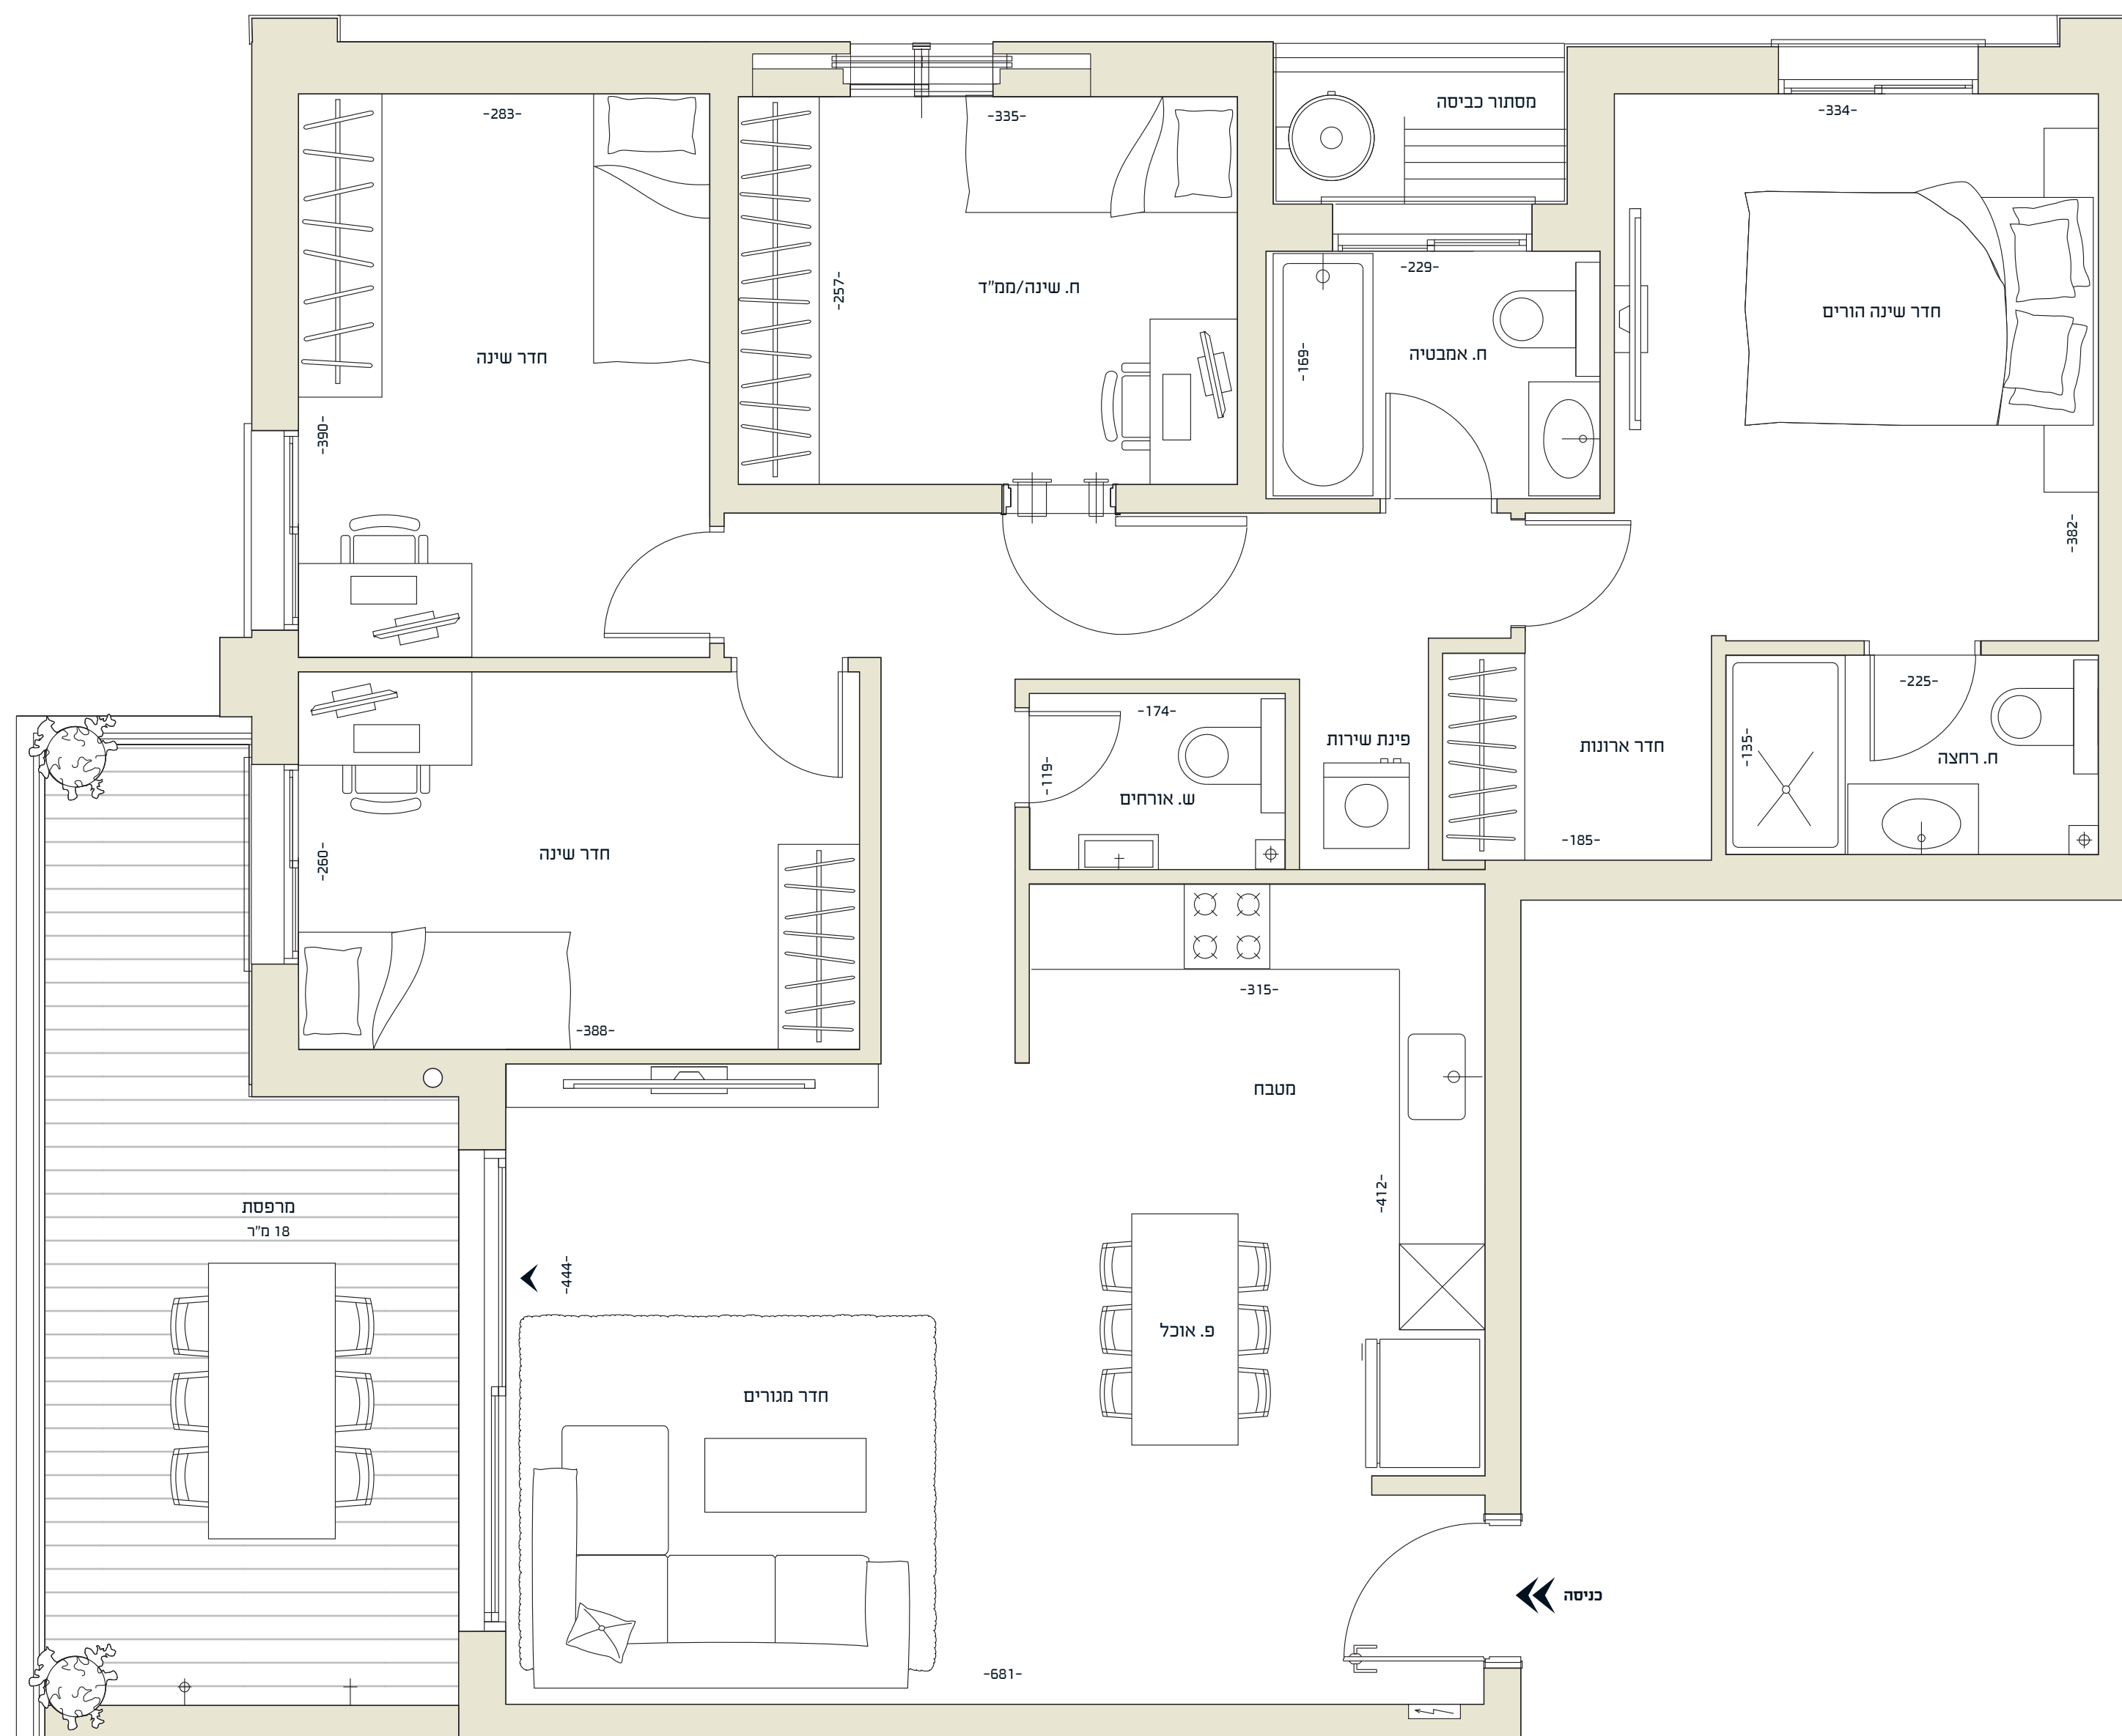 מסתור כביסה
-334-
-335-
-283-
-229-
ח. שינה/ממ"ד
-257-
חדר שינה הורים
ח. אמבטיה
-169-
חדר שינה
-390-
-382-
-225-
-174-
פינת שירות
חדר ארונות
-135-
ח. רחצה
-119-
ש. אורחים
-185-
חדר שינה
-260-
-315-
-388-
מטבח
-412-
מרפסת
18 מ"ר
-444-
פ. אוכל
חדר מגורים
כניסה
-681-